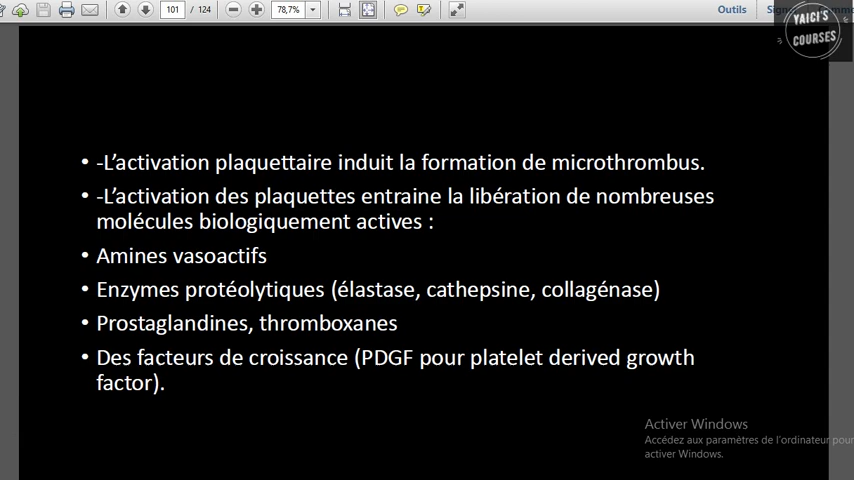 101 / 124
78,7%
Outils
YAICI'S
COURSES
• -L'activation plaquettaire induit la formation de microthrombus.
• -L'activation des plaquettes entraine la libération de nombreuses
molécules biologiquement actives :
• Amines vasoactifs
• Enzymes protéolytiques (élastase, cathepsine, collagénase)
• Prostaglandines, thromboxanes
• Des facteurs de croissance (PDGF pour platelet derived growth
factor).
Activer Windows
Accédez aux paramètres de l'ordinateur pour
activer Windows.